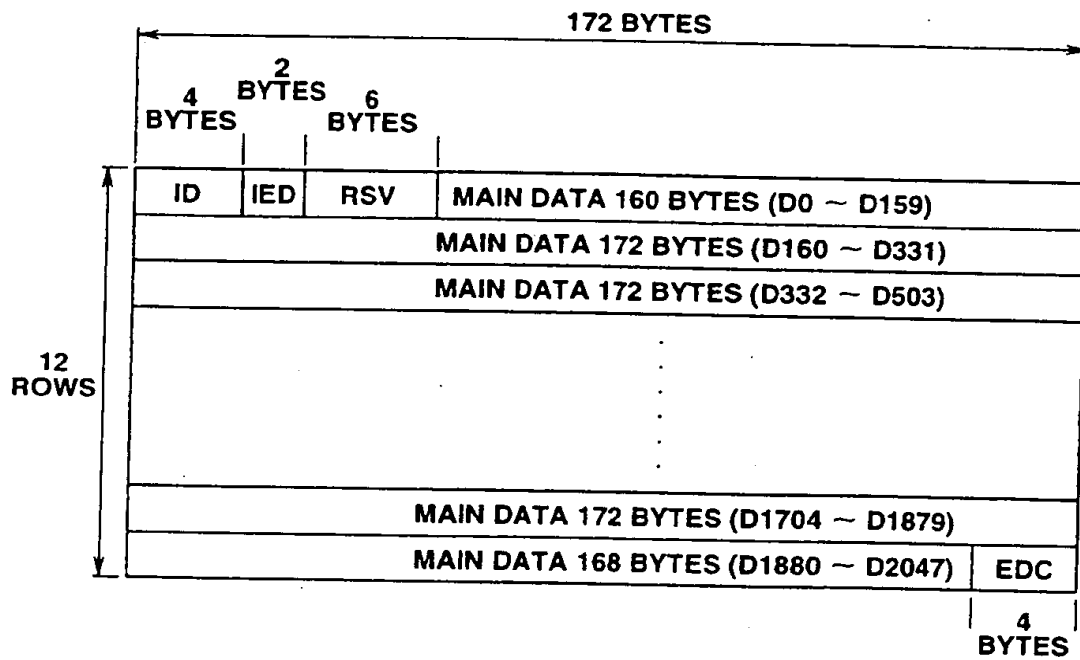 172 BYTES
2
BYTES
4
BYTES
6
BYTES
ID
IED
RSV
MAIN DATA 160 BYTES (D0 ~ D159)
MAIN DATA 172 BYTES (D160 ~ D331)
MAIN DATA 172 BYTES (D332 ~ D503)
12
ROWS
MAIN DATA 172 BYTES (D1704 ~ D1879)
MAIN DATA 168 BYTES (D1880 ~ D2047)
EDC
4
BYTES